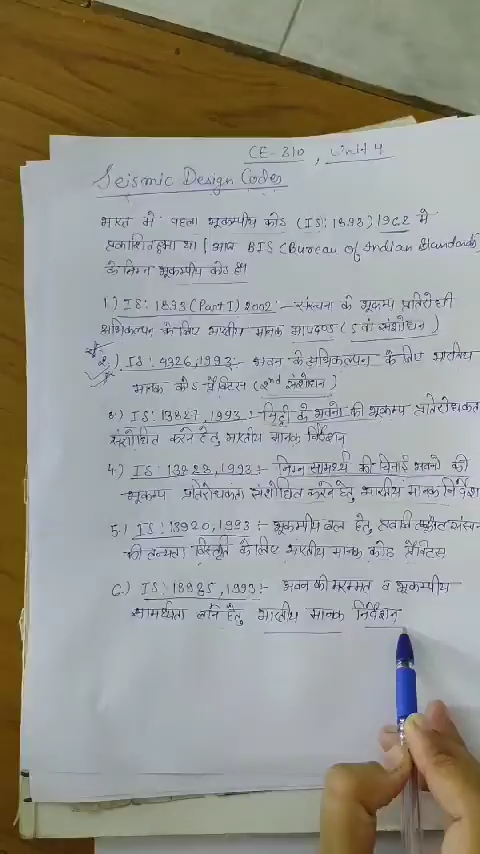 CE-310, Unit 4
Seismic Design Codes
भारत में पहला भूकम्पीय कोड (IS: 1893) 1962 में
प्रकाशित हुआ था | आज BIS (Bureau of Indian Standards)
के निम्न भूकम्पीय कोड है।
1.) IS: 1893 (Part I) 2002 :- संरचना के भूकम्प प्रतिरोधी
अभिकल्पन के लिए भारतीय मानक मापदण्ड (5 वां संशोधन)
2.) IS: 4326, 1993 :- भवन के अभिकल्पन के लिए भारतीय
मानक कोड प्रैक्टिस (2nd संशोधन)
3.) IS: 13827, 1993 :- मिट्टी के भवनों की भूकम्प प्रतिरोधकता
संशोधित करने हेतु भारतीय मानक निर्देशन
4.) IS: 13828, 1993 :- निम्न सामर्थ्य की चिनाई भवनों की
भूकम्प प्रतिरोधकता संशोधित करने हेतु भारतीय मानक निर्देश
5.) IS: 13920, 1993 :- भूकम्पीय बल हेतु,
की तन्यता विस्तृति के लिए भारतीय मानक कोड प्रैक्टिस
6.) IS: 13935, 1993 :- भवन की मरम्मत व भूकम्पीय
सामर्थ्यता बनाने हेतु भारतीय मानक निर्देशन